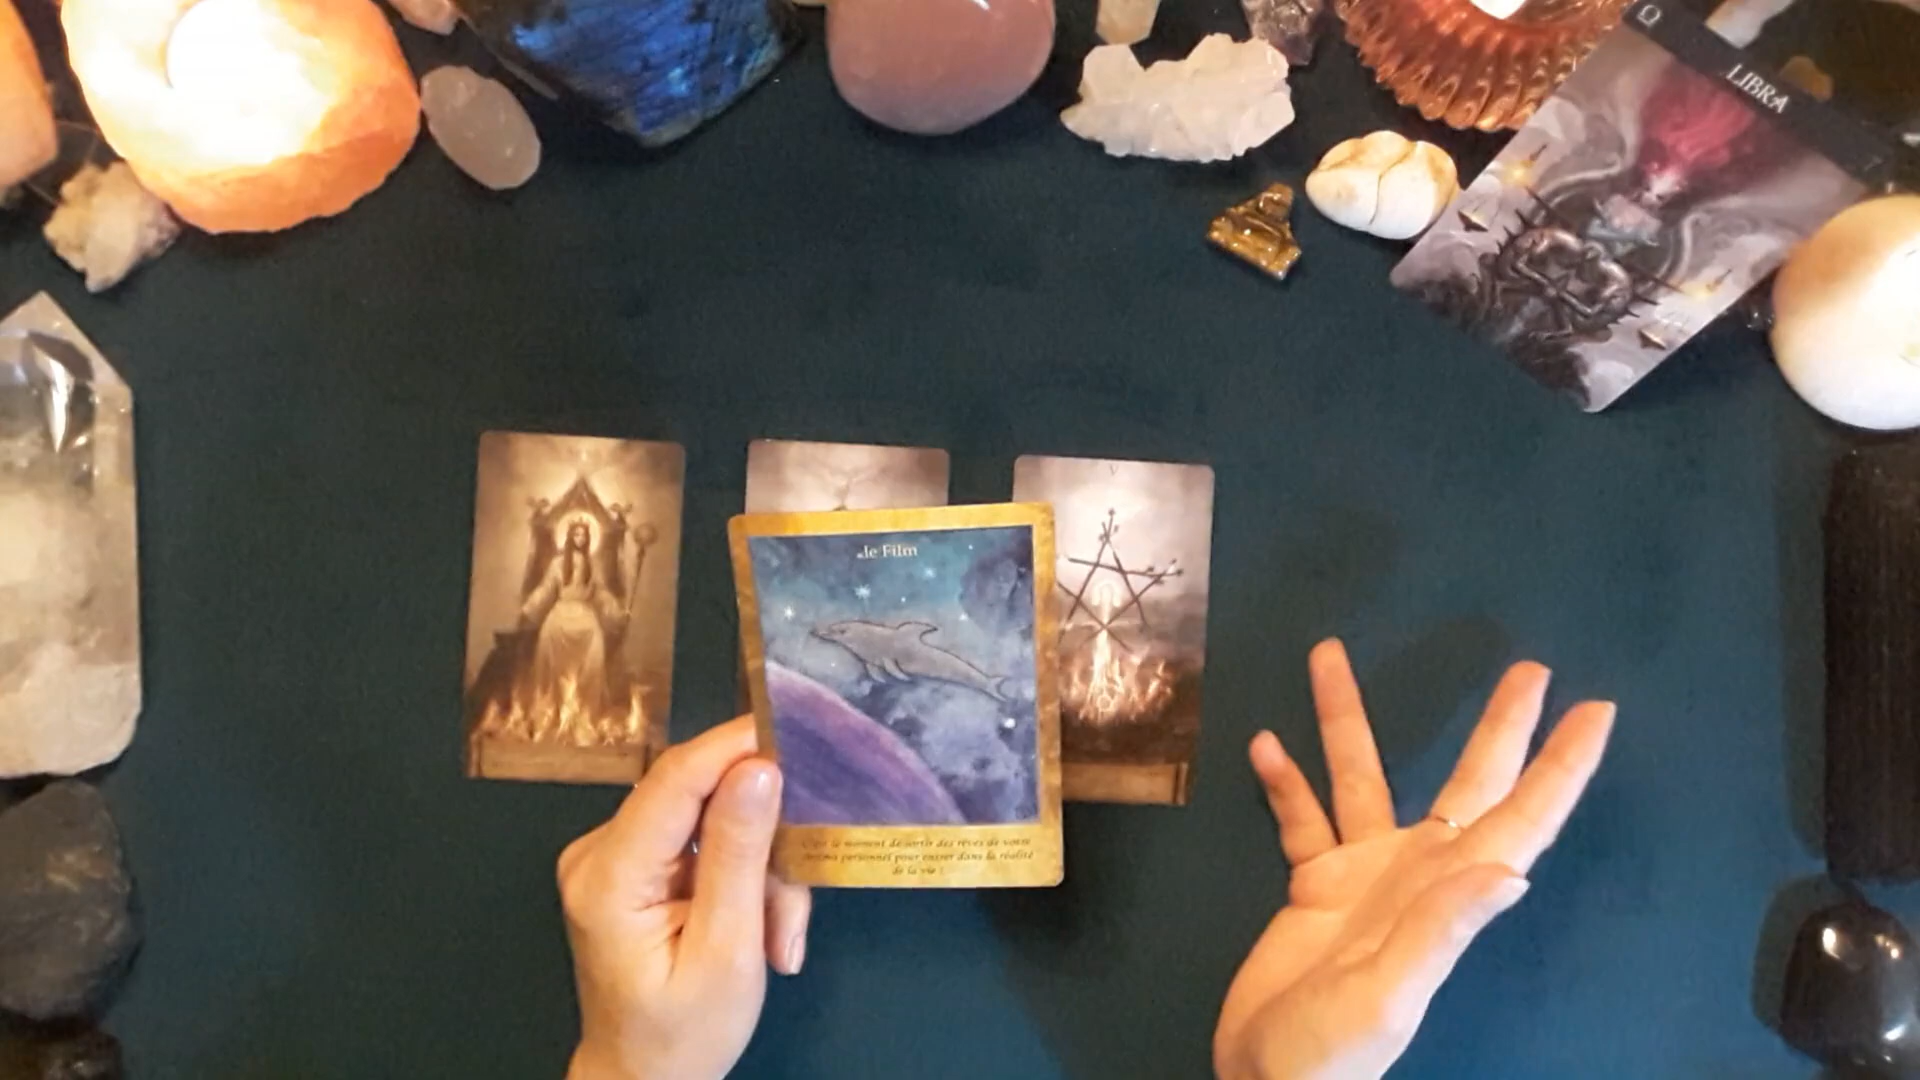 ♎ LIBRA
V
Le Film
C'est le moment de sortir des rêves de votre
cinéma personnel pour entrer dans la réalité
de la vie !